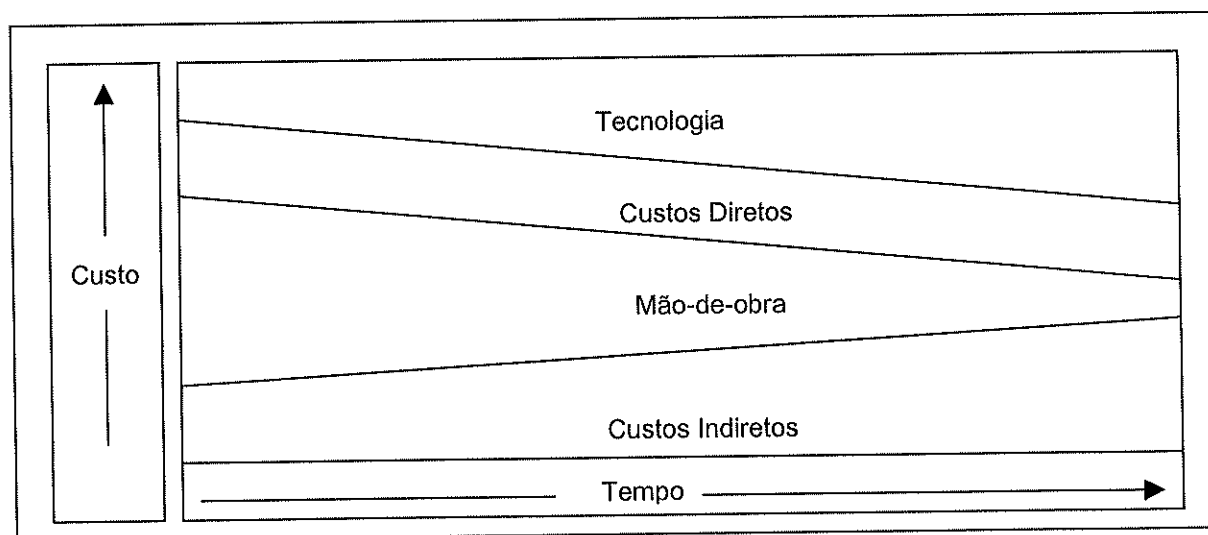 Tecnologia
Custos Diretos
Custo
Mão-de-obra
Custos Indiretos
Tempo